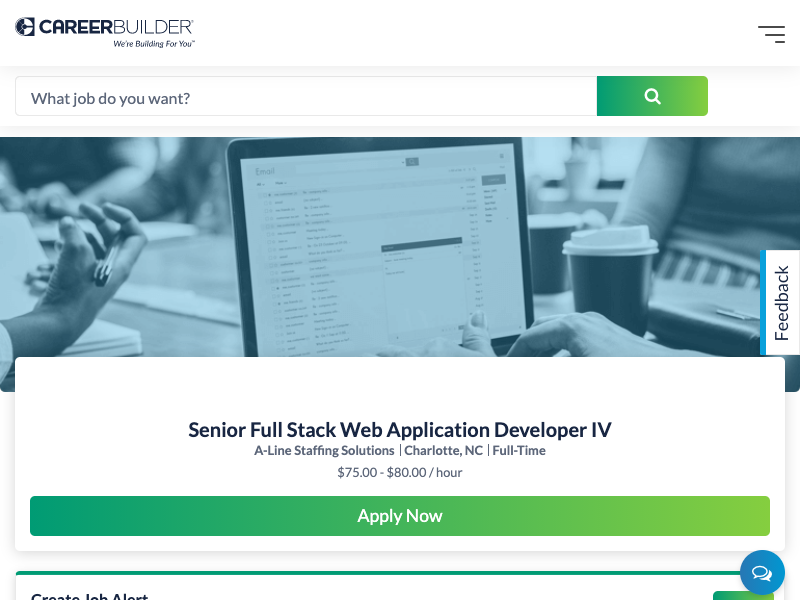 CAREERBUILDER
We're Building For You™
What job do you want?
Email
Feedback
Senior Full Stack Web Application Developer IV
A-Line Staffing Solutions | Charlotte, NC | Full-Time
$75.00 - $80.00 / hour
Apply Now
Create Job Alert